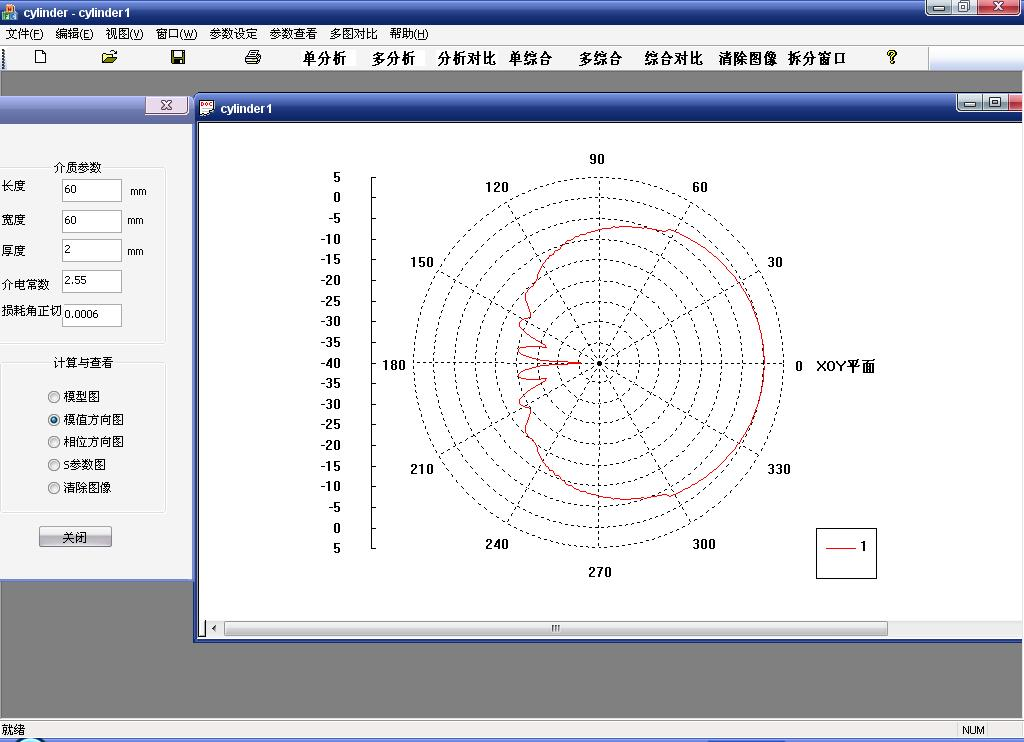 cylinder - cylinder1
文件(F) 编辑(E) 视图(V) 窗口(W) 参数设定 参数查看 多图对比 帮助(H)
单分析 多分析 分析对比 单综合 多综合 综合对比 清除图像 拆分窗口
cylinder1
介质参数
长度 60 mm
宽度 60 mm
厚度 2 mm
介电常数 2.55
损耗角正切 0.0006
计算与查看
模型图
模值方向图
相位方向图
S参数图
清除图像
关闭
5
0
-5
-10
-15
-20
-25
-30
-35
-40
-35
-30
-25
-20
-15
-10
-5
0
5
90
120 60
150 30
180 0 XOY平面
210 330
240 300
270
1
就绪 NUM